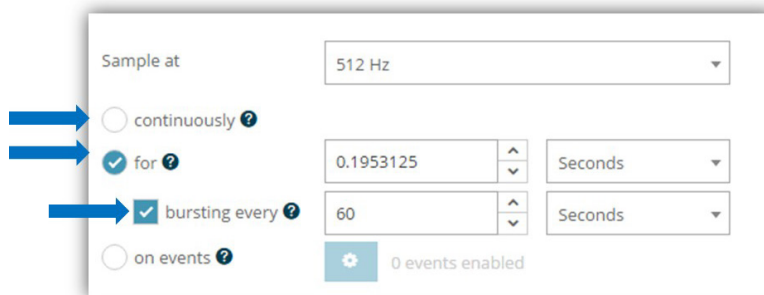 Sample at 512 Hz
continuously ?
for ? 0.1953125 Seconds
bursting every ? 60 Seconds
on events ? 0 events enabled